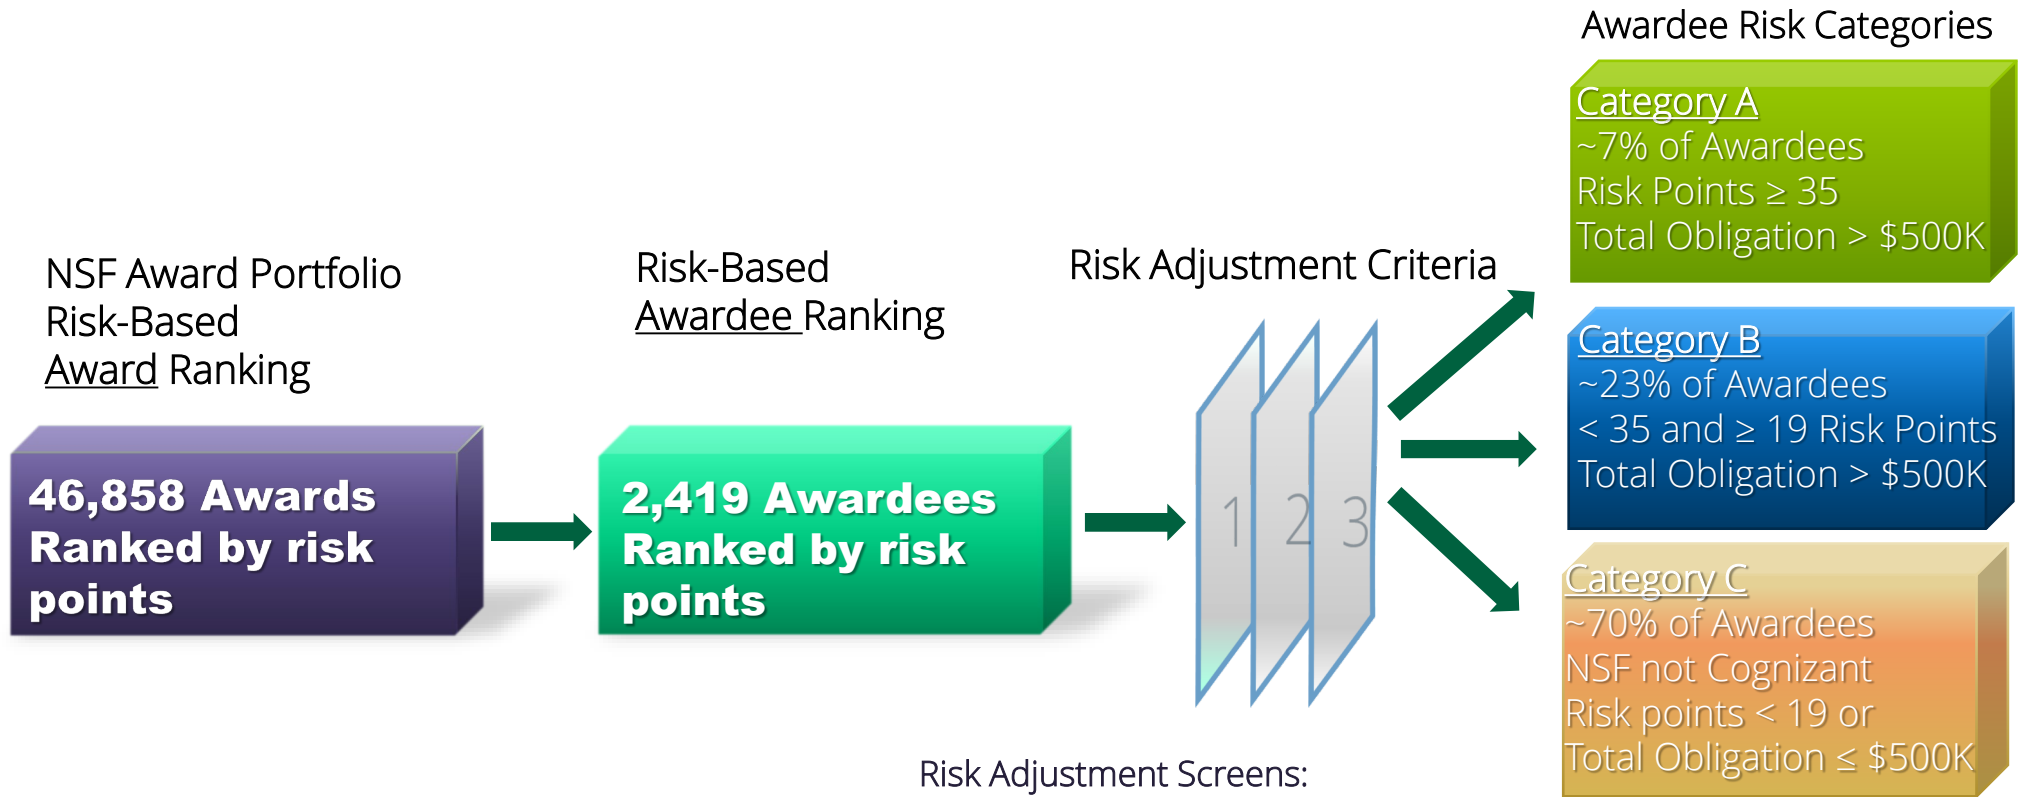 NSF Award Portfolio
Risk-Based
Award Ranking
46,858 Awards
Ranked by risk
points
Risk-Based
Awardee Ranking
2,419 Awardees
Ranked by risk
points
Risk Adjustment Criteria
1 2 3
Risk Adjustment Screens:
Awardee Risk Categories
Category A
~7% of Awardees
Risk Points ≥ 35
Total Obligation > $500K
Category B
~23% of Awardees
< 35 and ≥ 19 Risk Points
Total Obligation > $500K
Category C
~70% of Awardees
NSF not Cognizant
Risk points < 19 or
Total Obligation ≤ $500K